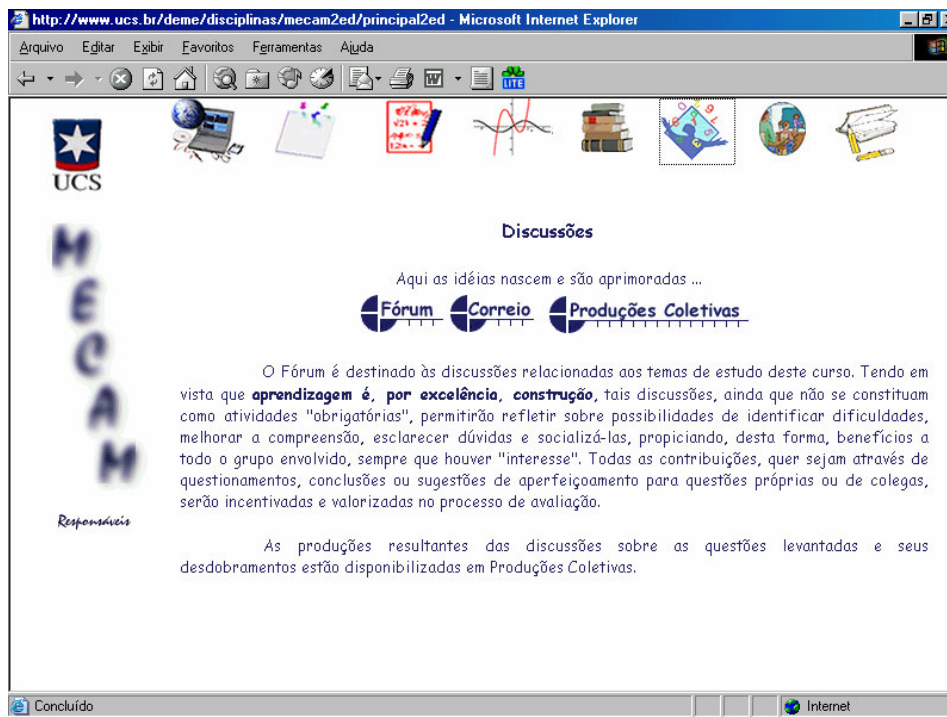 http://www.ucs.br/deme/disciplinas/mecam2ed/principal2ed - Microsoft Internet Explorer
Arquivo Editar Exibir Favoritos Ferramentas Ajuda
UCS
MECAM
Responsáveis
Discussões
Aqui as idéias nascem e são aprimoradas ...
Fórum Correio Produções Coletivas
O Fórum é destinado às discussões relacionadas aos temas de estudo deste curso. Tendo em
vista que aprendizagem é, por excelência, construção, tais discussões, ainda que não se constituam
como atividades "obrigatórias", permitirão refletir sobre possibilidades de identificar dificuldades,
melhorar a compreensão, esclarecer dúvidas e socializá-las, propiciando, desta forma, benefícios a
todo o grupo envolvido, sempre que houver "interesse". Todas as contribuições, quer sejam através de
questionamentos, conclusões ou sugestões de aperfeiçoamento para questões próprias ou de colegas,
serão incentivadas e valorizadas no processo de avaliação.
As produções resultantes das discussões sobre as questões levantadas e seus
desdobramentos estão disponibilizadas em Produções Coletivas.
Concluído
Internet